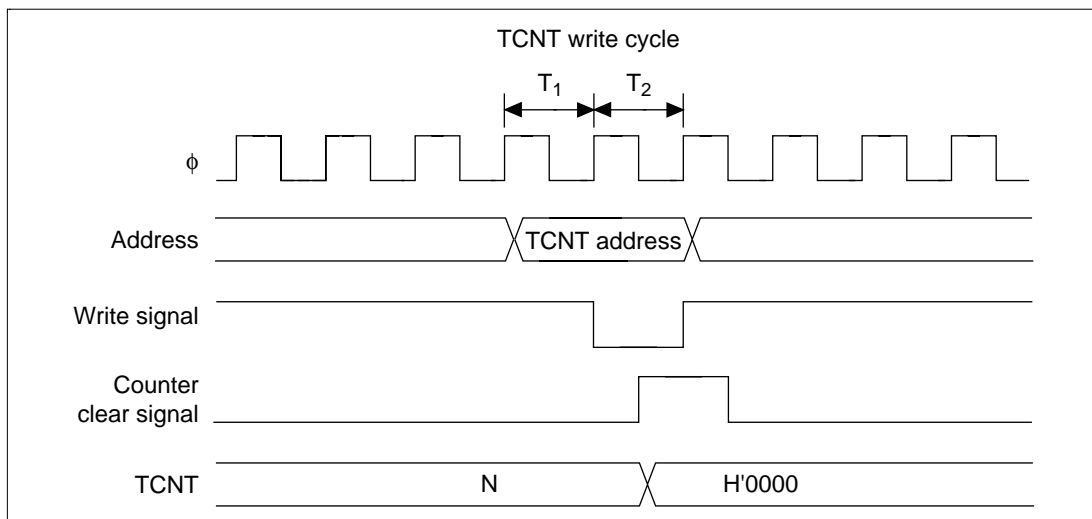 TCNT write cycle
T1 T2
ϕ
Address TCNT address
Write signal
Counter
clear signal
TCNT N H'0000